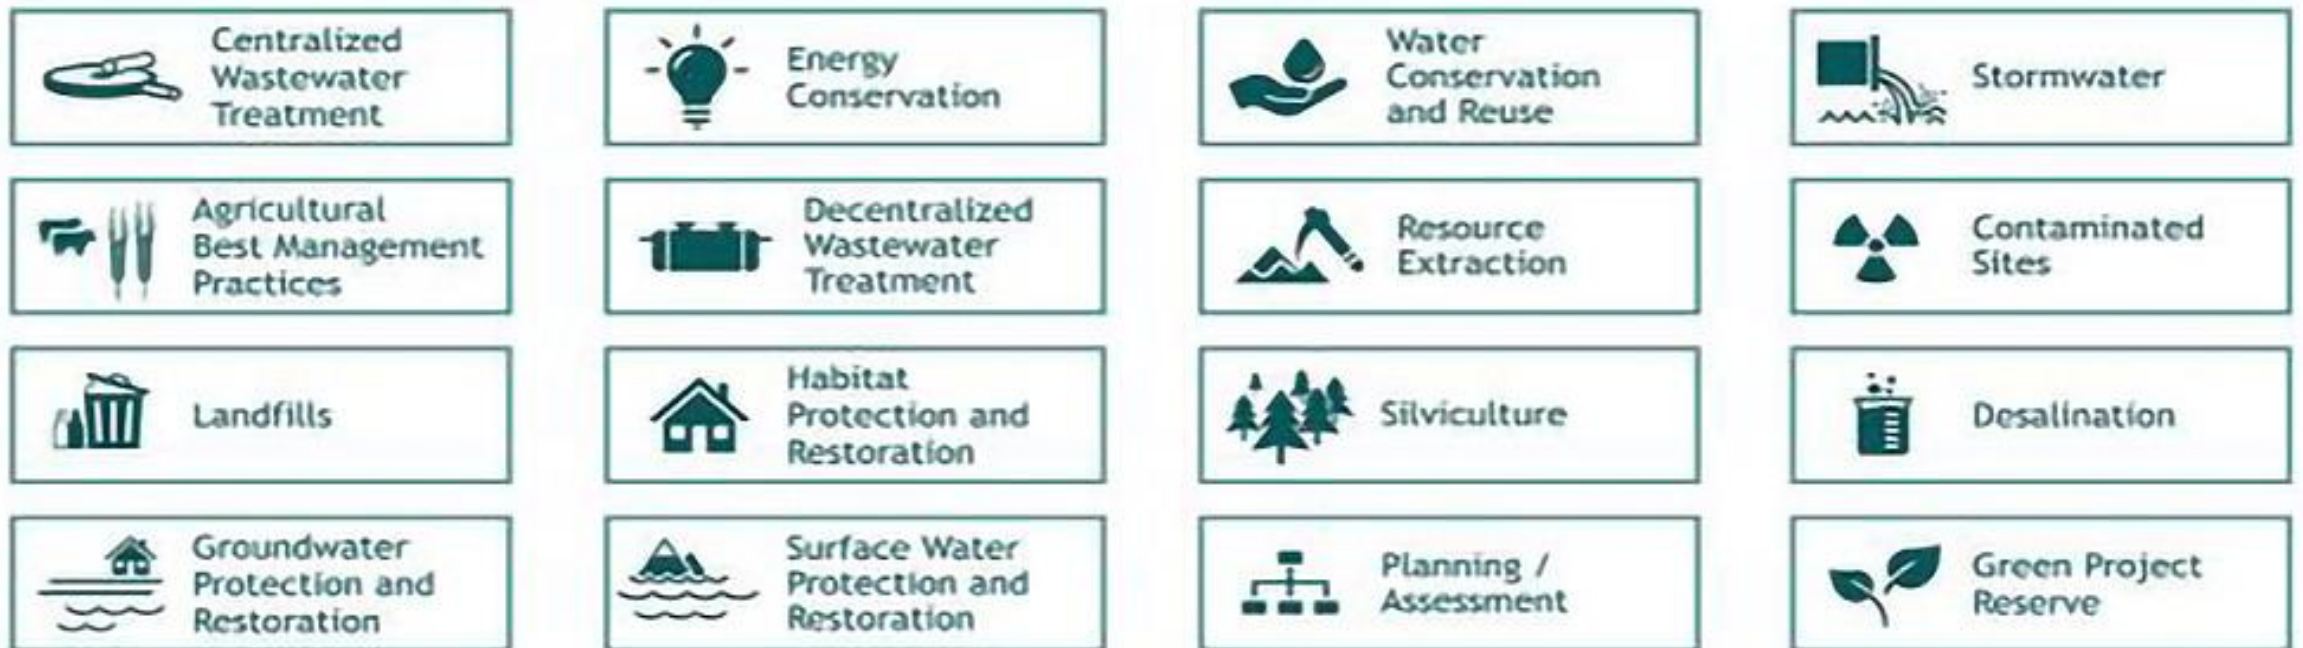 Centralized
Wastewater
Treatment
Energy
Conservation
Water
Conservation
and Reuse
Stormwater
Agricultural
Best Management
Practices
Decentralized
Wastewater
Treatment
Resource
Extraction
Contaminated
Sites
Landfills
Habitat
Protection and
Restoration
Silviculture
Desalination
Groundwater
Protection and
Restoration
Surface Water
Protection and
Restoration
Planning /
Assessment
Green Project
Reserve